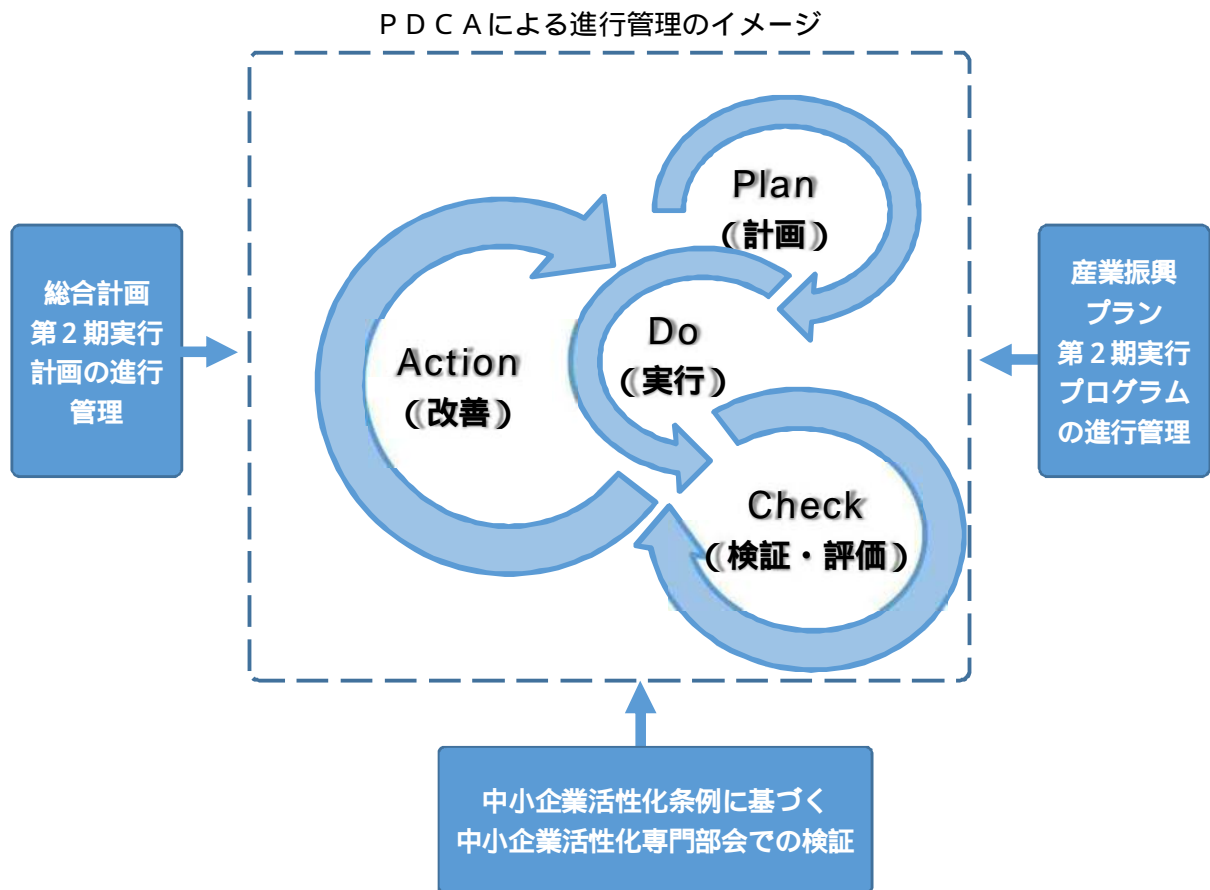 ＰＤＣＡによる進行管理のイメージ
Plan
（計画）
Do
（実行）
Action
（改善）
Check
（検証・評価）
総合計画
第２期実行
計画の進行
管理
産業振興
プラン
第２期実行
プログラム
の進行管理
中小企業活性化条例に基づく
中小企業活性化専門部会での検証